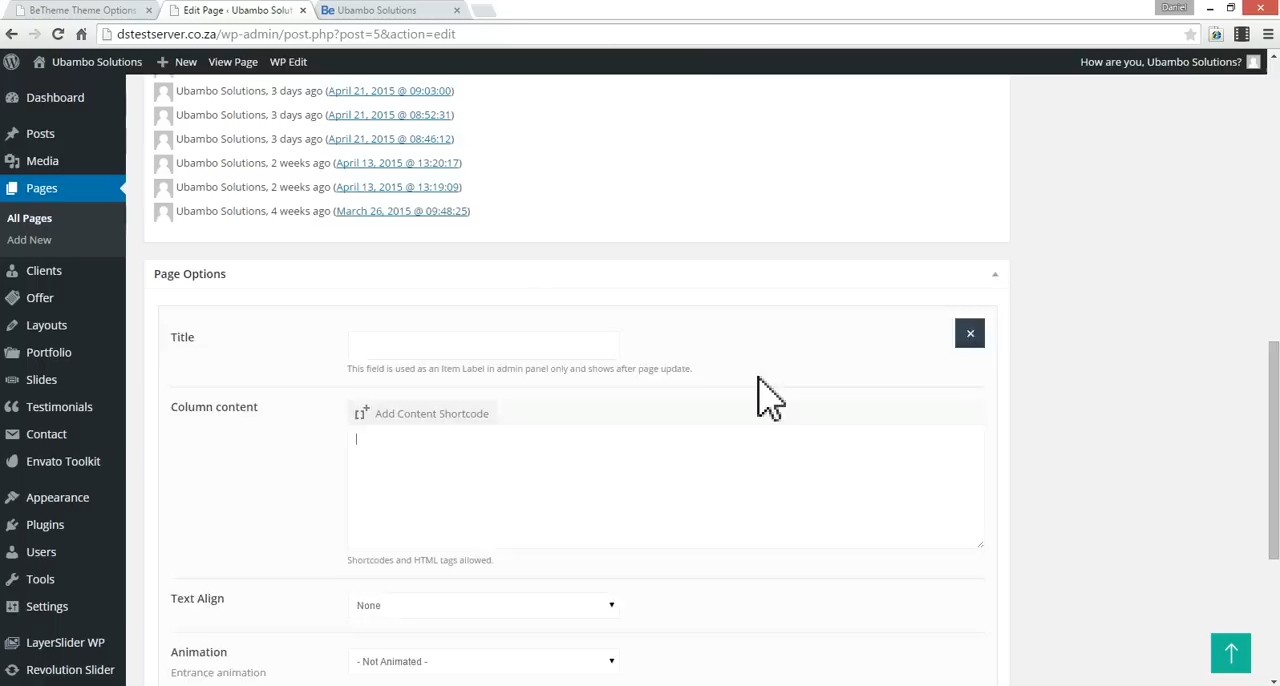 BeTheme Theme Options
Edit Page ‹ Ubambo Solut
Be Ubambo Solutions
Daniel
dstestserver.co.za/wp-admin/post.php?post=5&action=edit
Ubambo Solutions
New
View Page
WP Edit
How are you, Ubambo Solutions?
Dashboard
Posts
Media
Pages
All Pages
Add New
Clients
Offer
Layouts
Portfolio
Slides
Testimonials
Contact
Envato Toolkit
Appearance
Plugins
Users
Tools
Settings
LayerSlider WP
Revolution Slider
Ubambo Solutions, 3 days ago (April 21, 2015 @ 09:03:00)
Ubambo Solutions, 3 days ago (April 21, 2015 @ 08:52:31)
Ubambo Solutions, 3 days ago (April 21, 2015 @ 08:46:12)
Ubambo Solutions, 2 weeks ago (April 13, 2015 @ 13:20:17)
Ubambo Solutions, 2 weeks ago (April 13, 2015 @ 13:19:09)
Ubambo Solutions, 4 weeks ago (March 26, 2015 @ 09:48:25)
Page Options
Title
This field is used as an Item Label in admin panel only and shows after page update.
Column content
Add Content Shortcode
Shortcodes and HTML tags allowed.
Text Align
None
Animation
Entrance animation
- Not Animated -